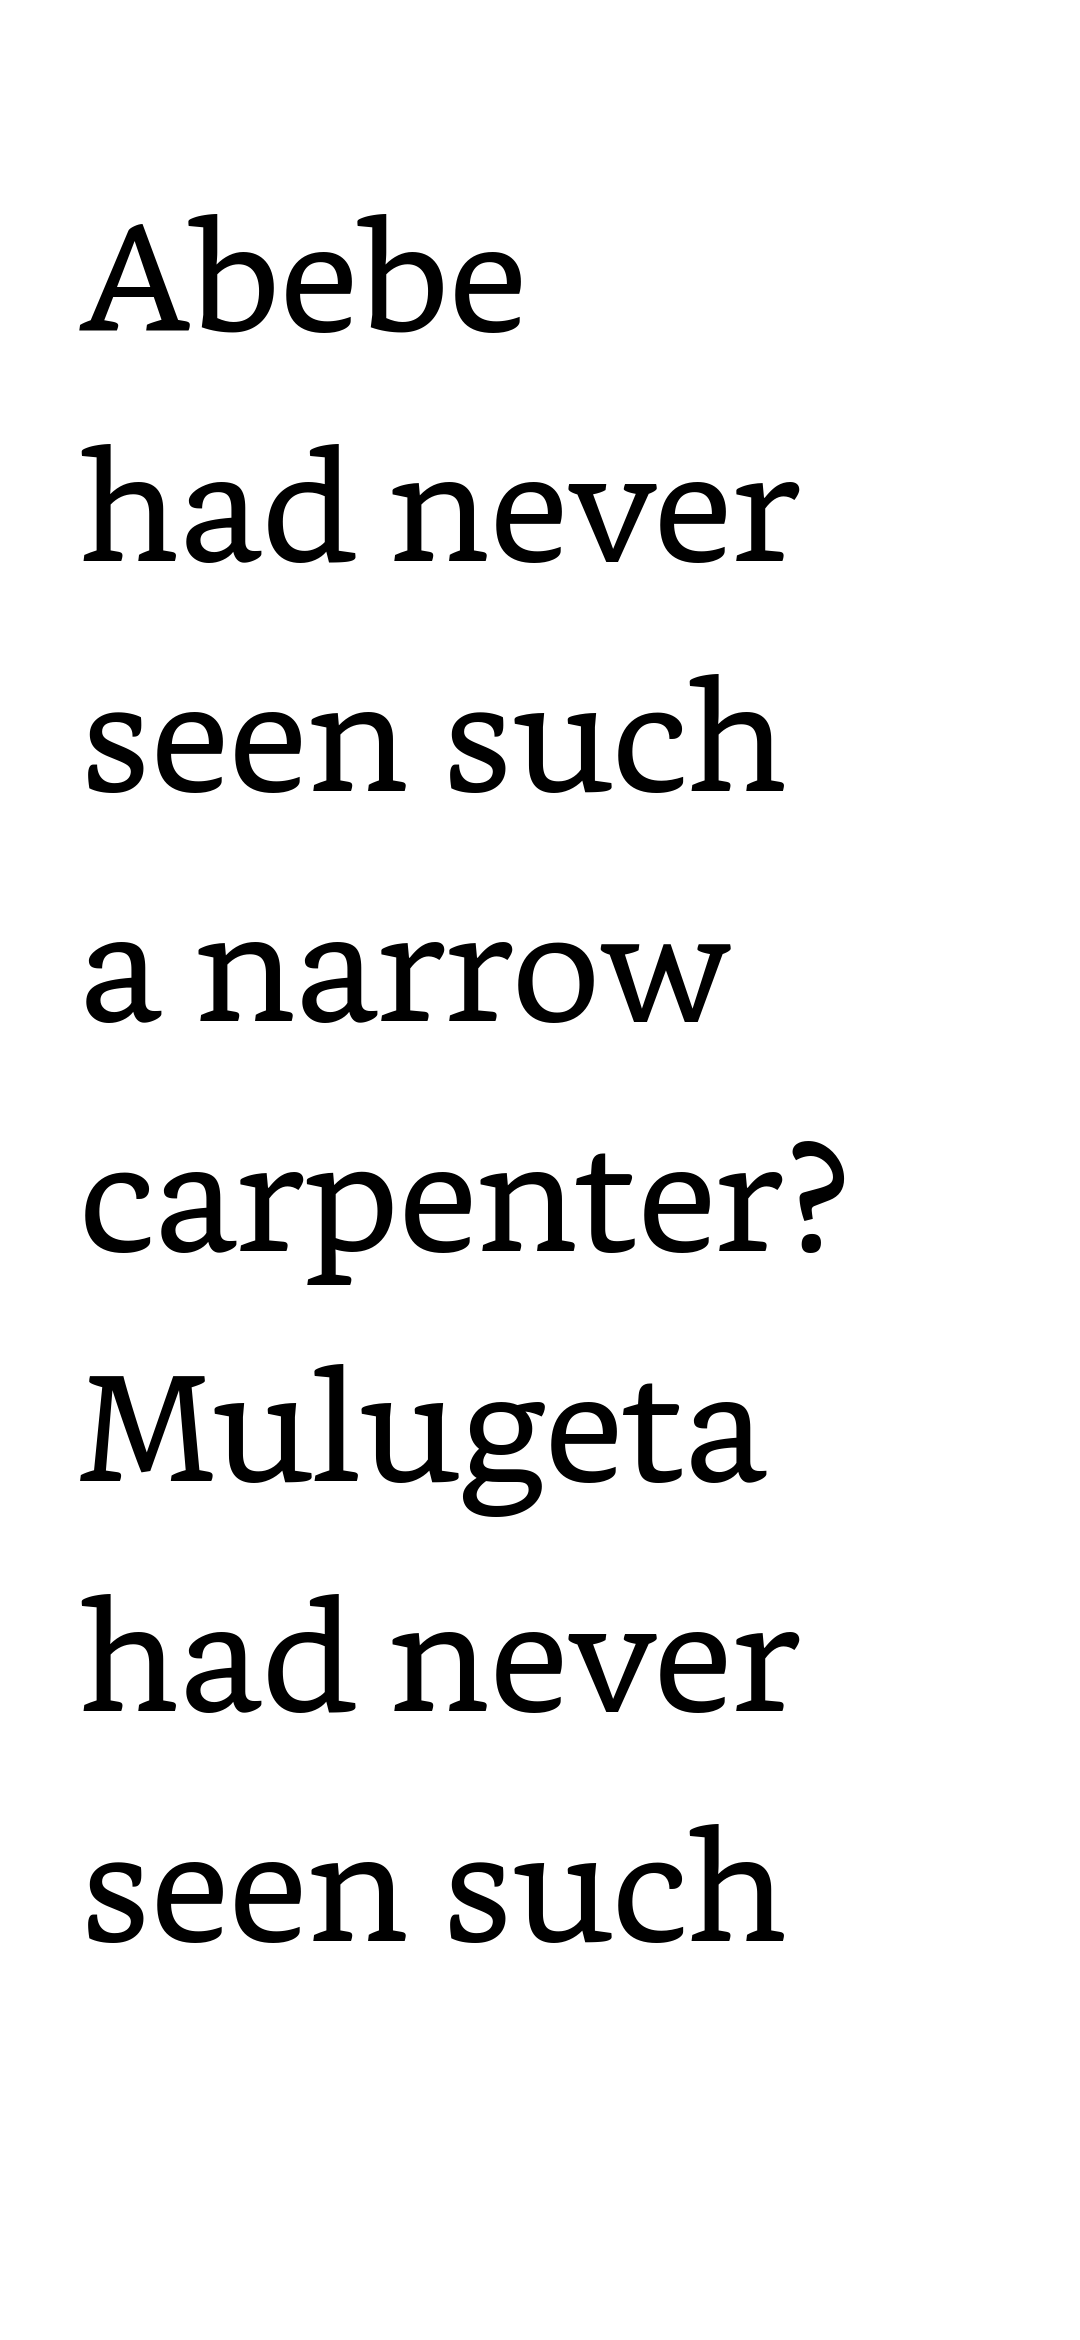 Abebe
had never
seen such
a narrow
carpenter?
Mulugeta
had never
seen such